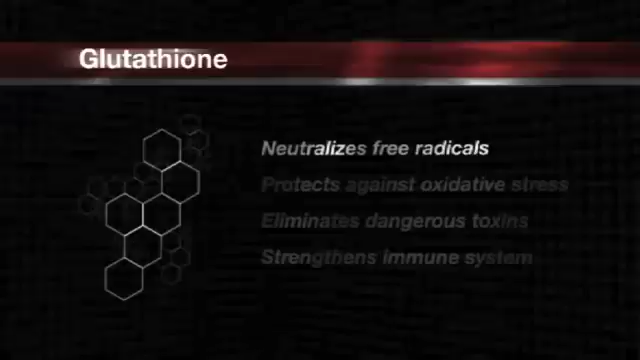 Glutathione
Neutralizes free radicals
Protects against oxidative stress
Eliminates dangerous toxins
Strengthens immune system